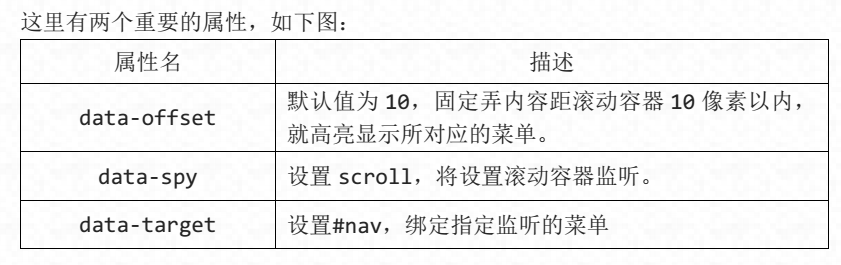 这里有两个重要的属性，如下图：
属性名 描述
data-offset 默认值为 10，固定弄内容距滚动容器 10 像素以内，
就高亮显示所对应的菜单。
data-spy 设置 scroll，将设置滚动容器监听。
data-target 设置#nav，绑定指定监听的菜单